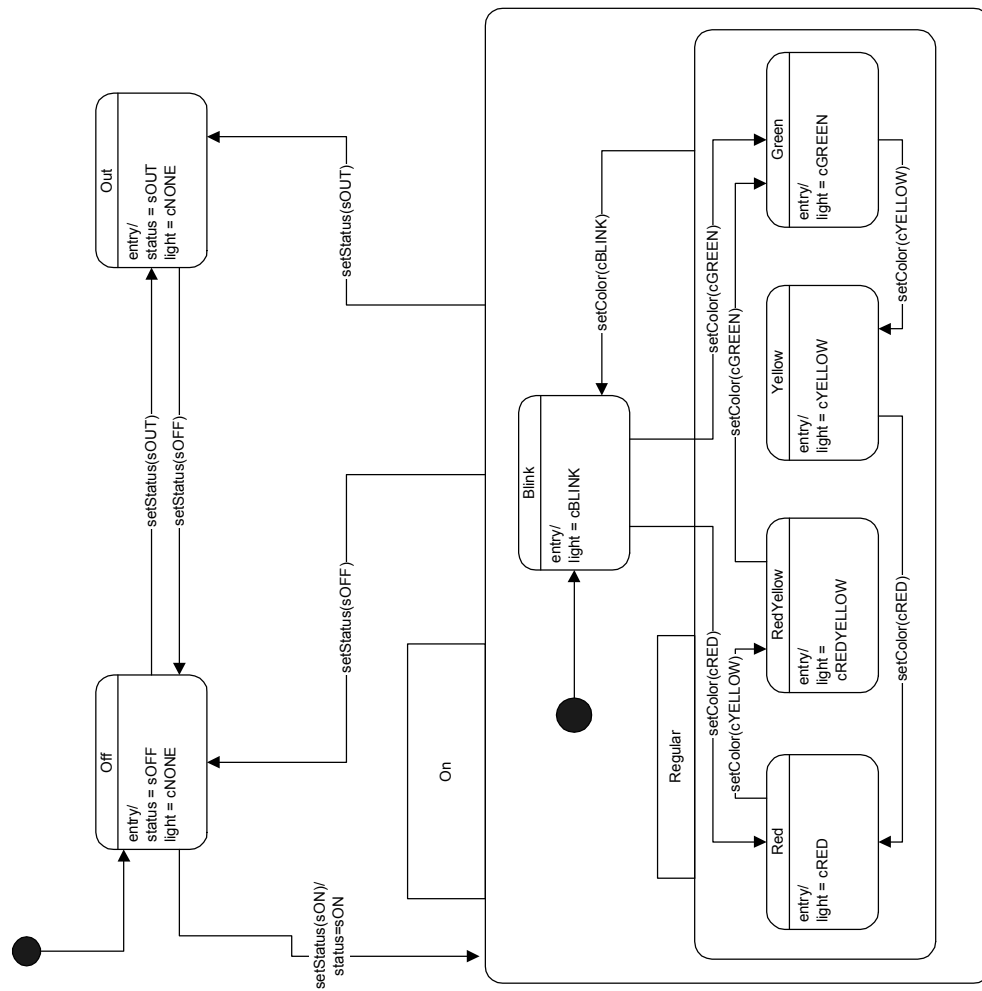 Off
entry/
status = sOFF
light = cNONE
setStatus(sOUT)
setStatus(sOFF)
Out
entry/
status = sOUT
light = cNONE
setStatus(sON)/
status=sON
setStatus(sOFF)
setStatus(sOUT)
On
Blink
entry/
light = cBLINK
setColor(cBLINK)
Regular
setColor(cRED)
setColor(cGREEN)
setColor(cYELLOW)
setColor(cGREEN)
Red
entry/
light = cRED
RedYellow
entry/
light =
cREDYELLOW
Yellow
entry/
light = cYELLOW
Green
entry/
light = cGREEN
setColor(cRED)
setColor(cYELLOW)